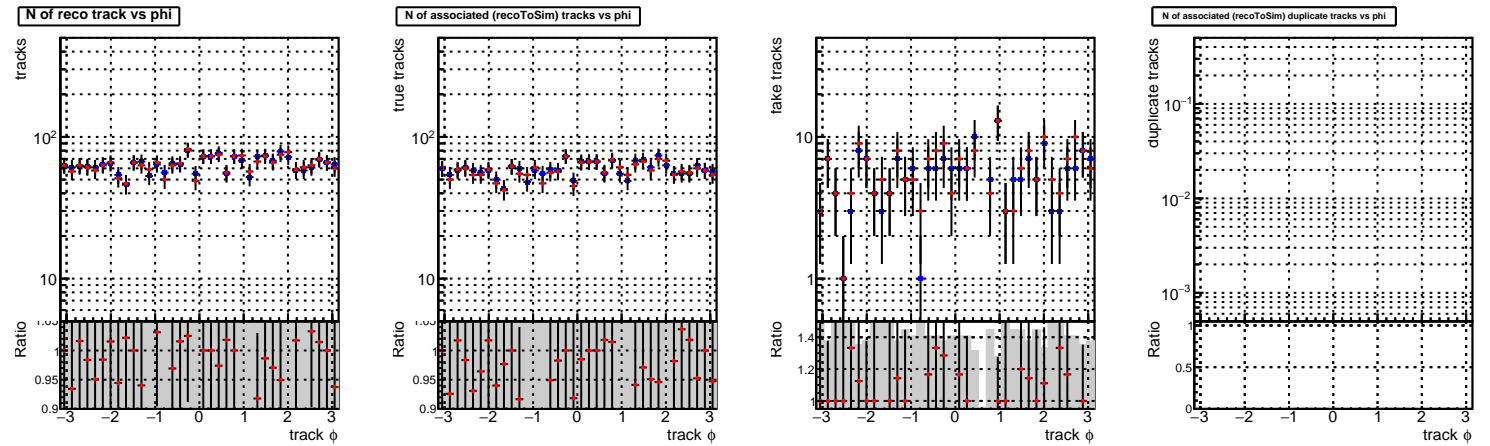 N of reco track vs phi
tracks
10²
10
Ratio
1.05
1
0.95
0.9
−3 −2 −1 0 1 2 3
track ϕ
N of associated (recoToSim) tracks vs phi
true tracks
10²
10
Ratio
1
0.95
0.9
−3 −2 −1 0 1 2 3
track ϕ
fake tracks
10
1
Ratio
1.4
1.2
1
−3 −2 −1 0 1 2 3
track ϕ
N of associated (recoToSim) duplicate tracks vs phi
duplicate tracks
10⁻¹
10⁻²
10⁻³
Ratio
1
0.5
0
−3 −2 −1 0 1 2 3
track ϕ